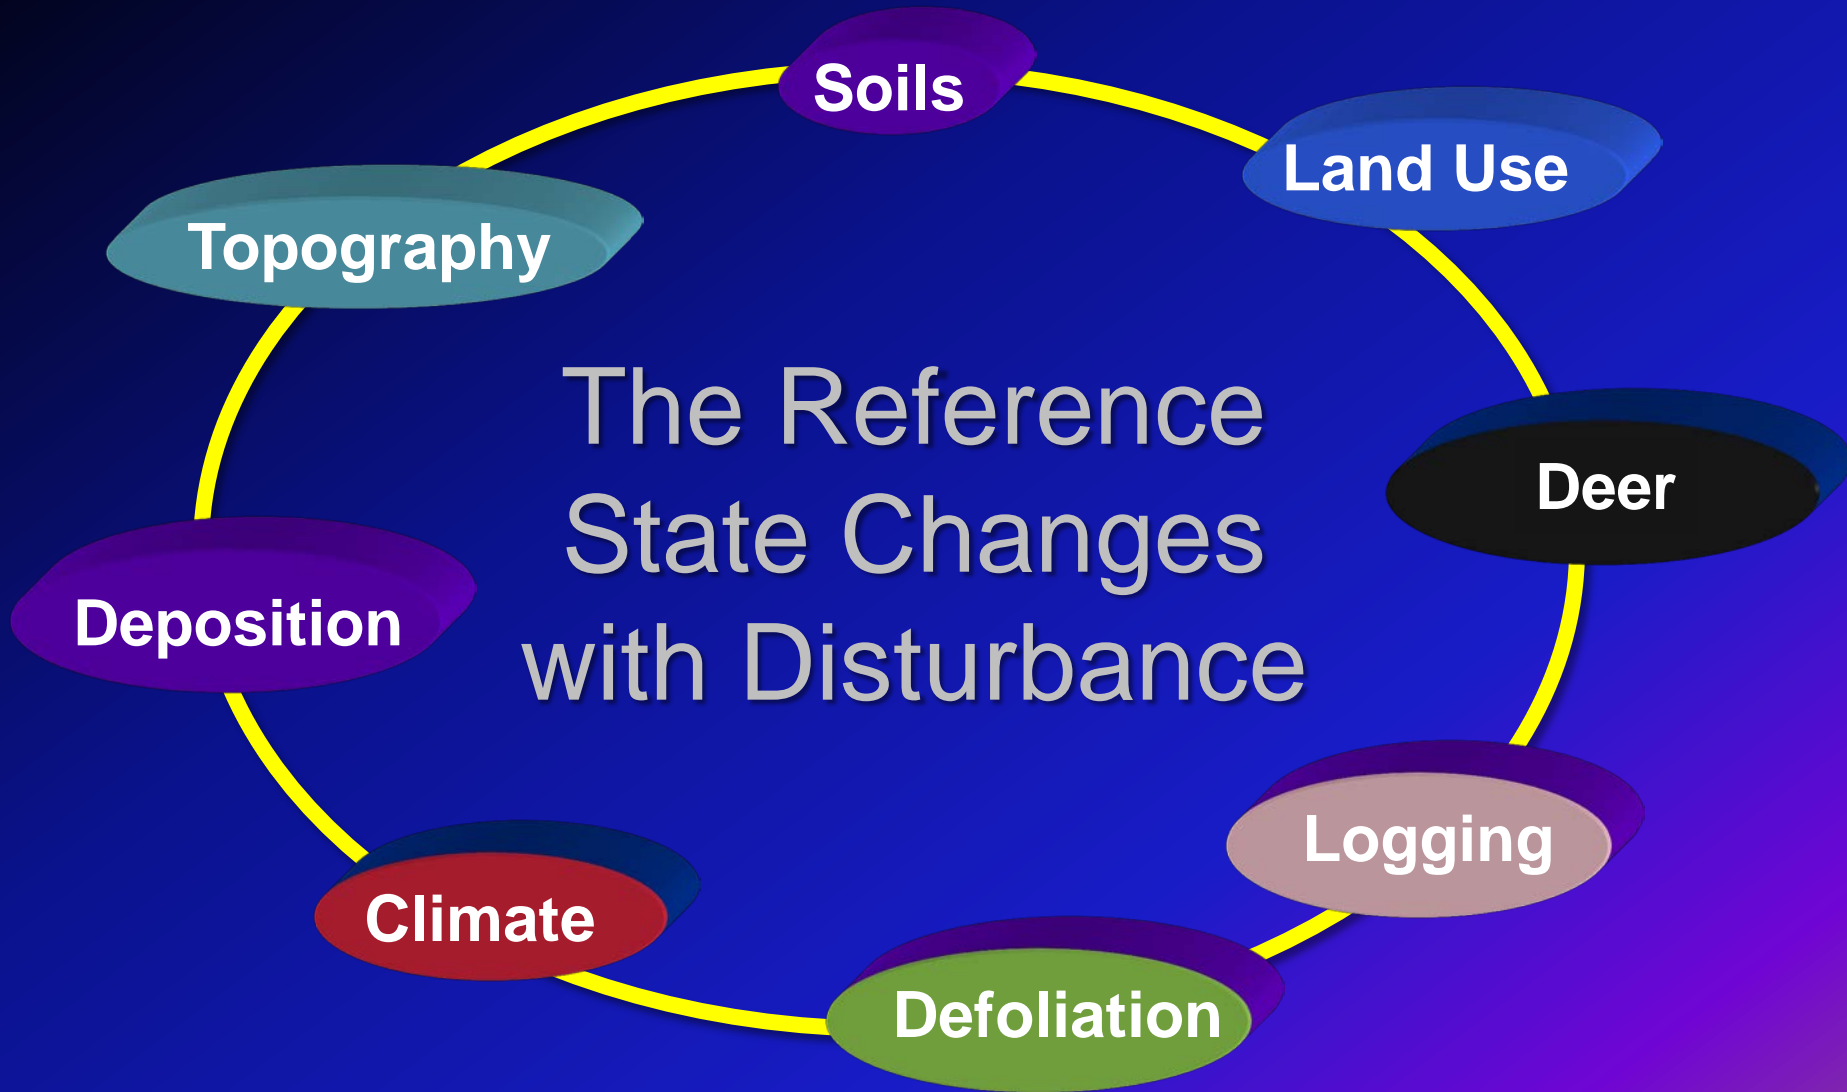 Soils
Land Use
Topography
The Reference
State Changes
with Disturbance
Deer
Deposition
Logging
Climate
Defoliation